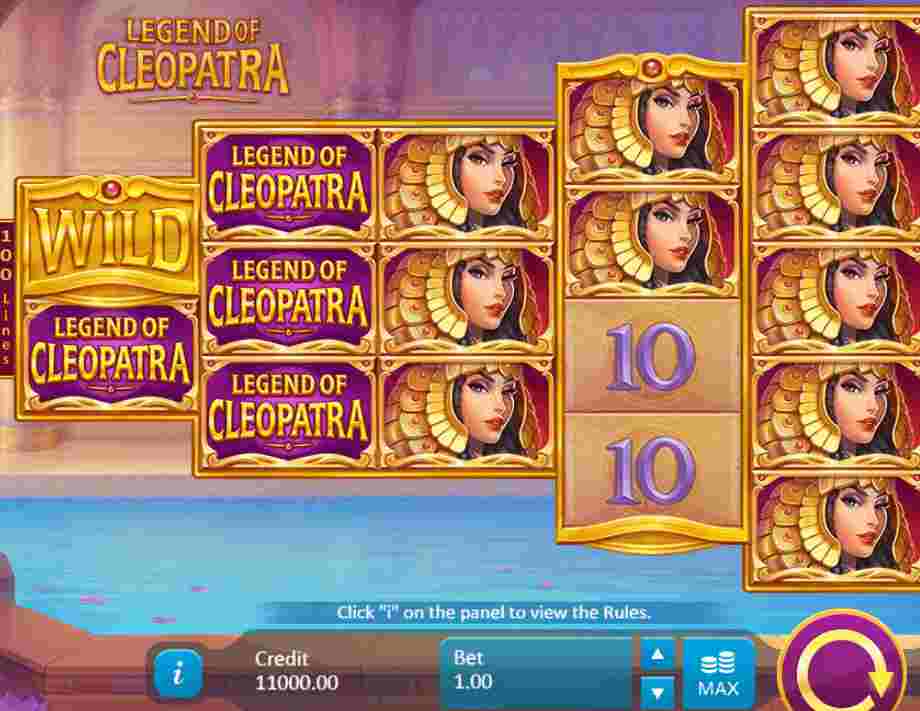 LEGEND OF
CLEOPATRA
WILD
LEGEND OF
CLEOPATRA
LEGEND OF
CLEOPATRA
LEGEND OF
CLEOPATRA
LEGEND OF
CLEOPATRA
10
10
100 Lines
Click "i" on the panel to view the Rules.
i
Credit
11000.00
Bet
1.00
MAX